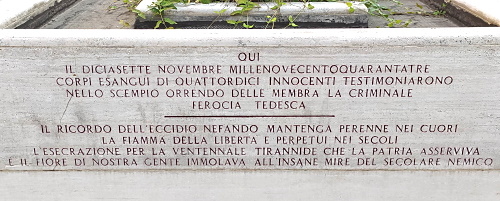 QUI
IL DICIASETTE NOVEMBRE MILLENOVECENTOQUARANTATRE
CORPI ESANGUI DI QUATTORDICI INNOCENTI TESTIMONIARONO
NELLO SCEMPIO ORRENDO DELLE MEMBRA LA CRIMINALE
FEROCIA TEDESCA
IL RICORDO DELL'ECCIDIO NEFANDO MANTENGA PERENNE NEI CUORI
LA FIAMMA DELLA LIBERTA E PERPETUI NEI SECOLI
L'ESECRAZIONE PER LA VENTENNALE TIRANNIDE CHE LA PATRIA ASSERVIVA
E IL FIORE DI NOSTRA GENTE IMMOLAVA ALL'INSANE MIRE DEL SECOLARE NEMICO